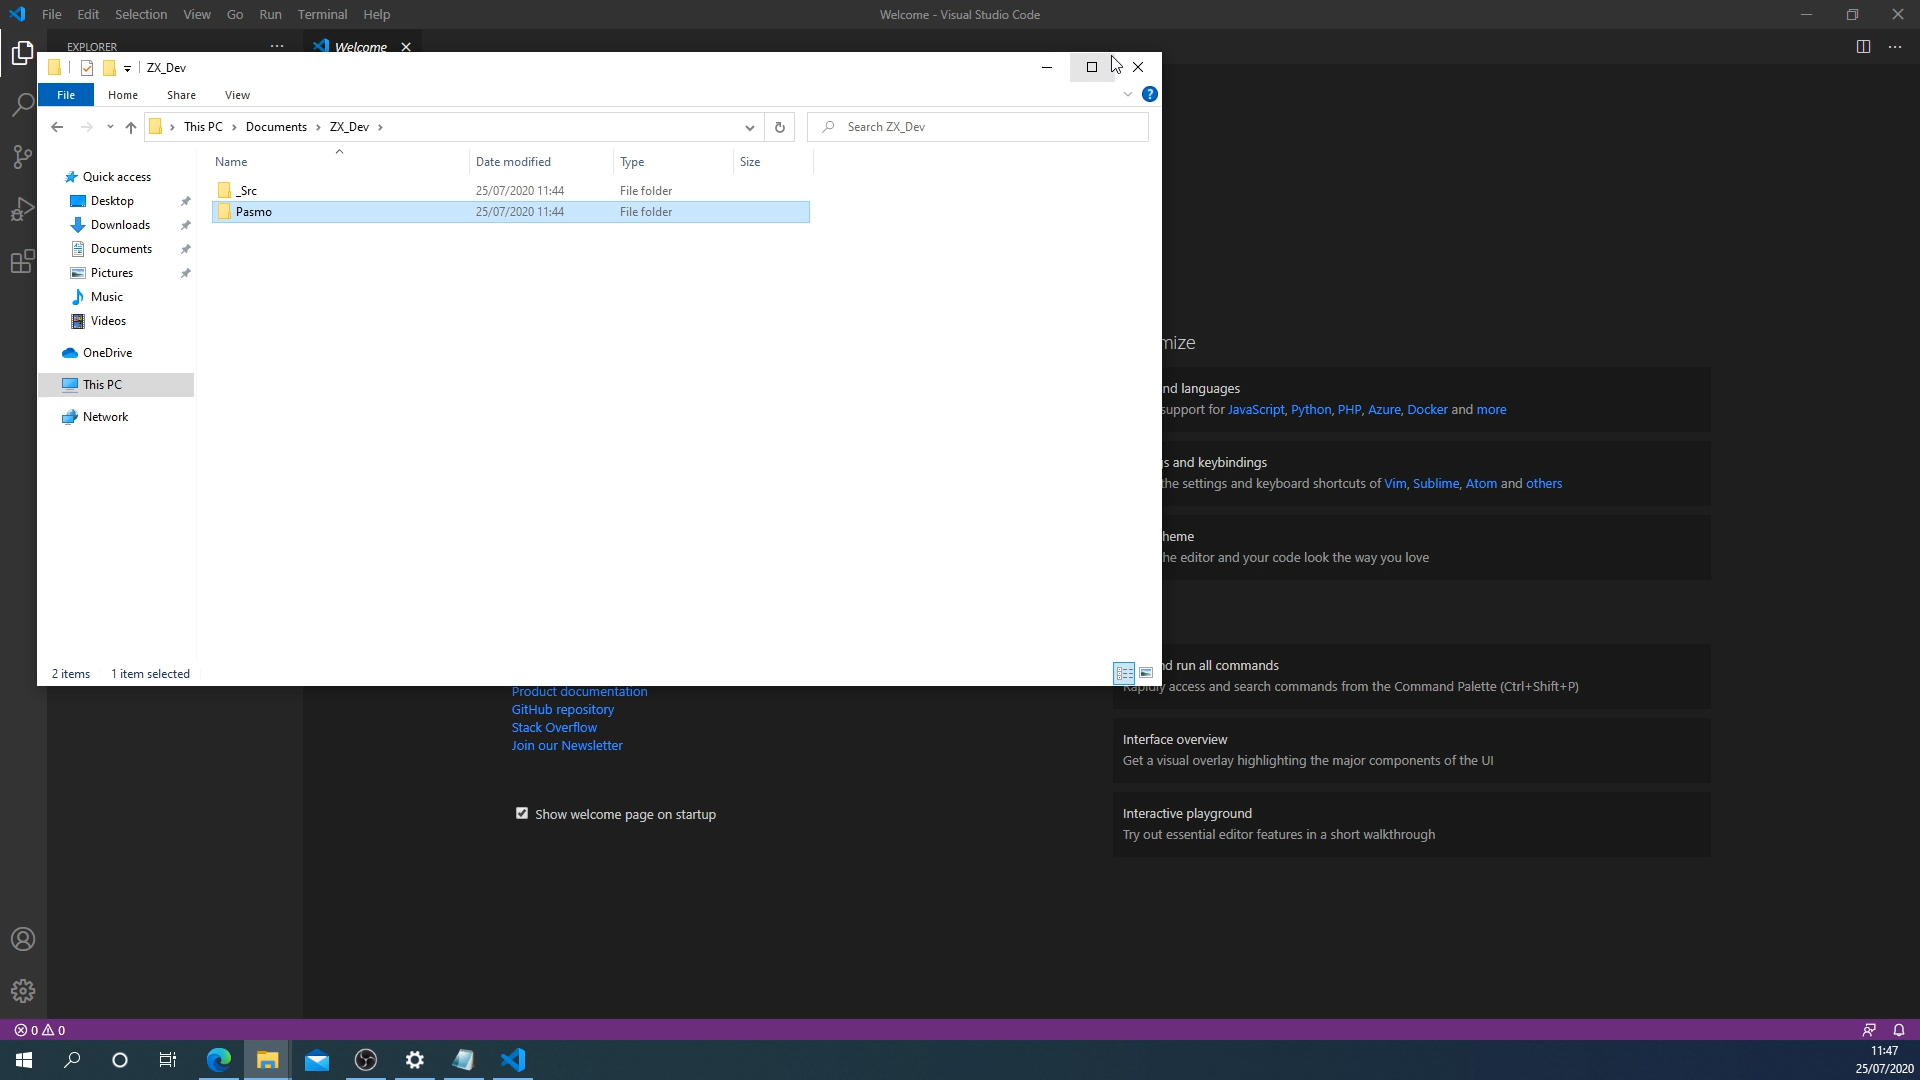 File Edit Selection View Go Run Terminal Help
Welcome - Visual Studio Code
EXPLORER
Welcome
ZX_Dev
File Home Share View
This PC Documents ZX_Dev
Search ZX_Dev
Name Date modified Type Size
_Src 25/07/2020 11:44 File folder
Pasmo 25/07/2020 11:44 File folder
Quick access
Desktop
Downloads
Documents
Pictures
Music
Videos
OneDrive
This PC
Network
2 items 1 item selected
mize
nd languages
support for JavaScript, Python, PHP, Azure, Docker and more
s and keybindings
the settings and keyboard shortcuts of Vim, Sublime, Atom and others
heme
he editor and your code look the way you love
nd run all commands
Rapidly access and search commands from the Command Palette (Ctrl+Shift+P)
Product documentation
GitHub repository
Stack Overflow
Join our Newsletter
Interface overview
Get a visual overlay highlighting the major components of the UI
Show welcome page on startup
Interactive playground
Try out essential editor features in a short walkthrough
0 0
11:47
25/07/2020